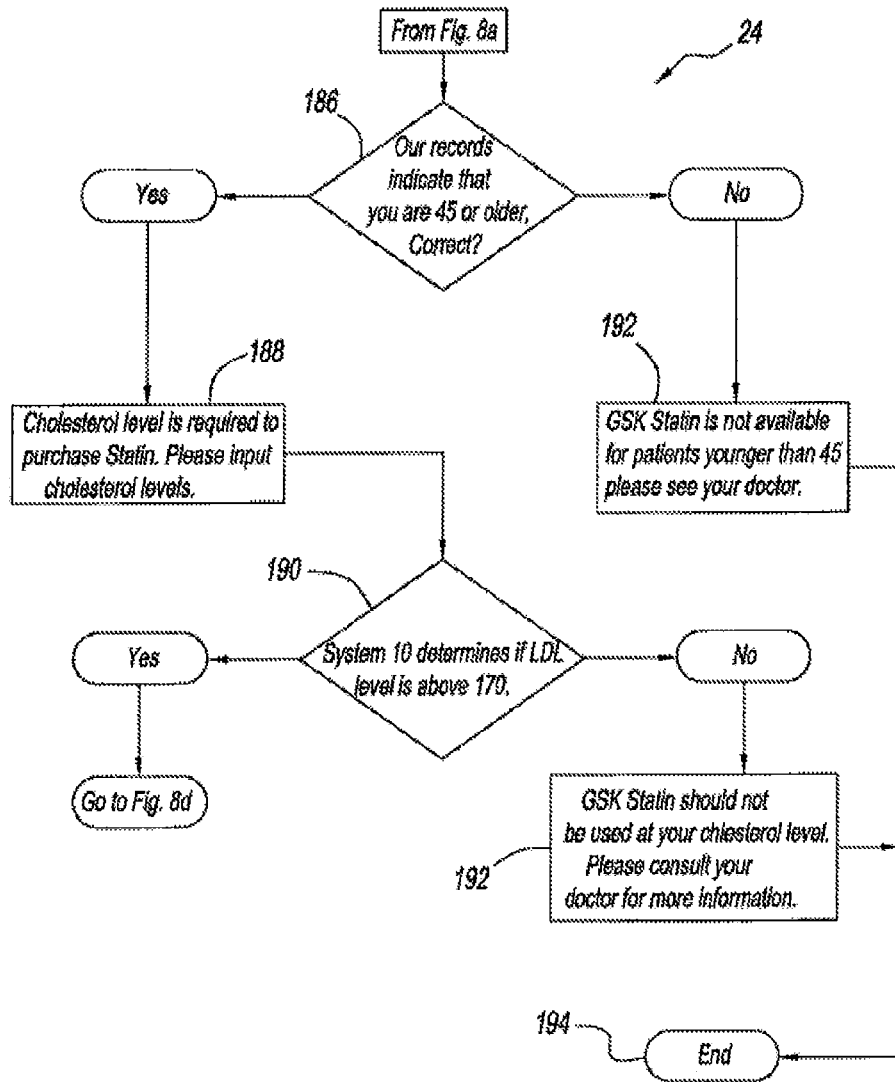 From Fig. 8a
24
186
Our records
indicate that
you are 45 or older,
Correct?
Yes
No
188
192
Cholesterol level is required to
purchase Statin. Please input
cholesterol levels.
GSK Statin is not available
for patients younger than 45
please see your doctor.
190
System 10 determines if LDL
level is above 170.
Yes
No
Go to Fig. 8d
GSK Statin should not
be used at your chlesterol level.
Please consult your
doctor for more information.
192
194
End